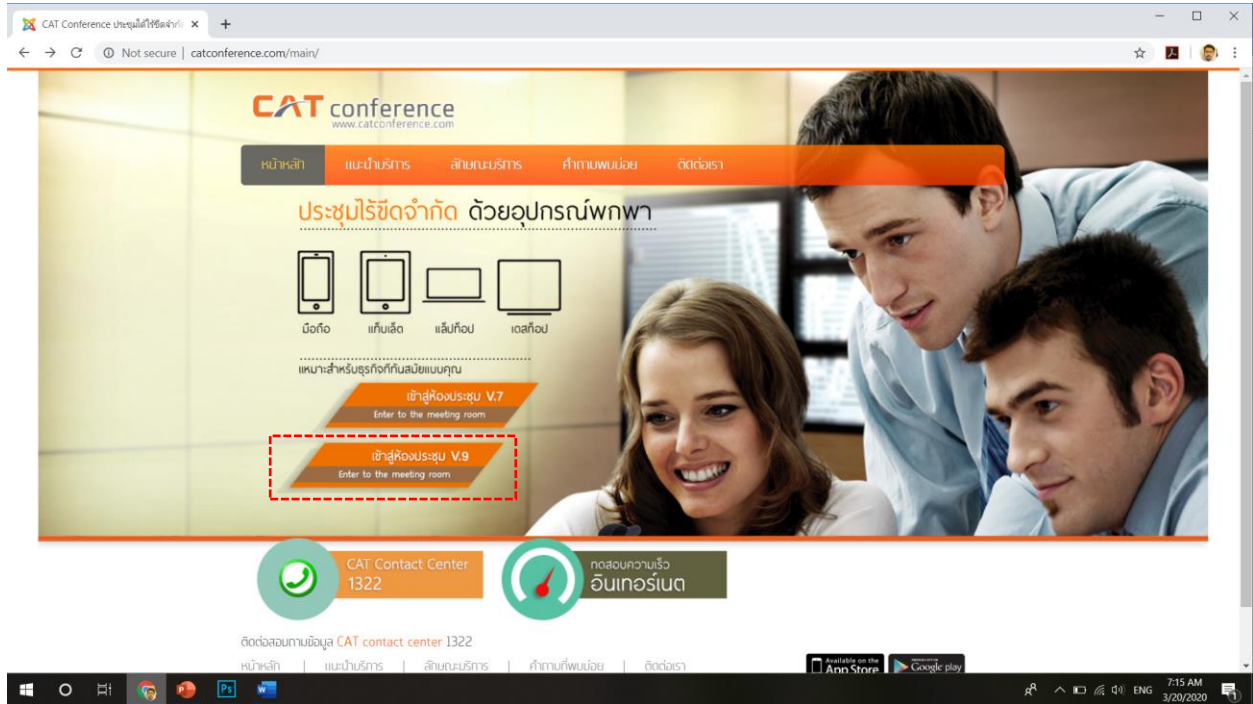 CAT Conference ประชุมได้ไร้ขีดจำกั
Not secure | catconference.com/main/
CAT conference
www.catconference.com
หน้าหลัก แนะนำบริการ ลักษณะบริการ คำถามพบบ่อย ติดต่อเรา
ประชุมไร้ขีดจำกัด ด้วยอุปกรณ์พกพา
มือถือ แท็บเล็ด แล็ปท็อป เดสท็อป
เหมาะสำหรับธุรกิจที่ทันสมัยแบบคุณ
เข้าสู่ห้องประชุม V.7
Enter to the meeting room
เข้าสู่ห้องประชุม V.9
Enter to the meeting room
CAT Contact Center
1322
ทดสอบความเร็ว
อินเทอร์เนต
ติดต่อสอบถามข้อมูล CAT contact center 1322
หน้าหลัก | แนะนำบริการ | ลักษณะบริการ | คำถามที่พบบ่อย | ติดต่อเรา
Available on the
App Store
Google play
Ps
ENG
7:15 AM
3/20/2020